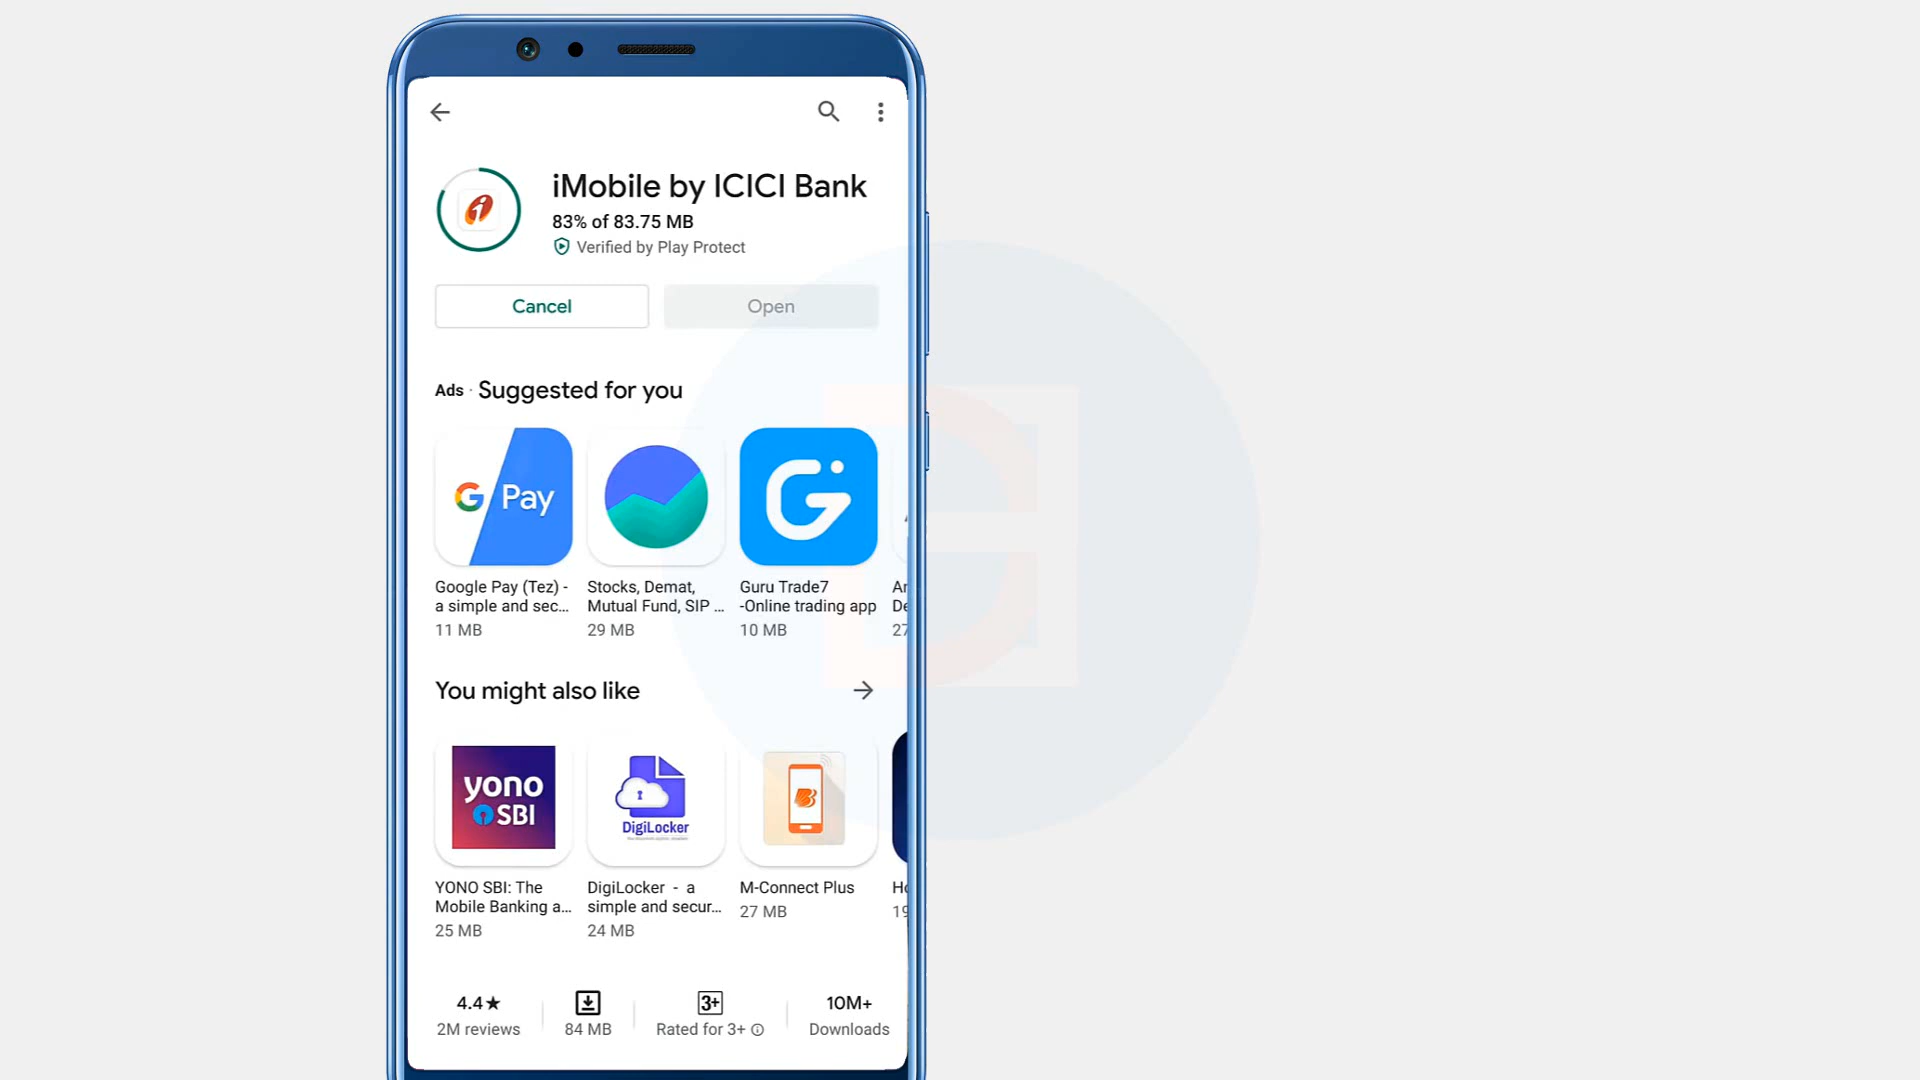 iMobile by ICICI Bank
83% of 83.75 MB
Verified by Play Protect
Cancel
Open
Ads · Suggested for you
G Pay
Google Pay (Tez) -
a simple and sec...
11 MB
Stocks, Demat,
Mutual Fund, SIP ...
29 MB
Guru Trade7
-Online trading app
10 MB
27
You might also like
yono
SBI
DigiLocker
YONO SBI: The
Mobile Banking a...
25 MB
DigiLocker - a
simple and secur...
24 MB
M-Connect Plus
27 MB
4.4★
2M reviews
84 MB
3+
Rated for 3+
10M+
Downloads